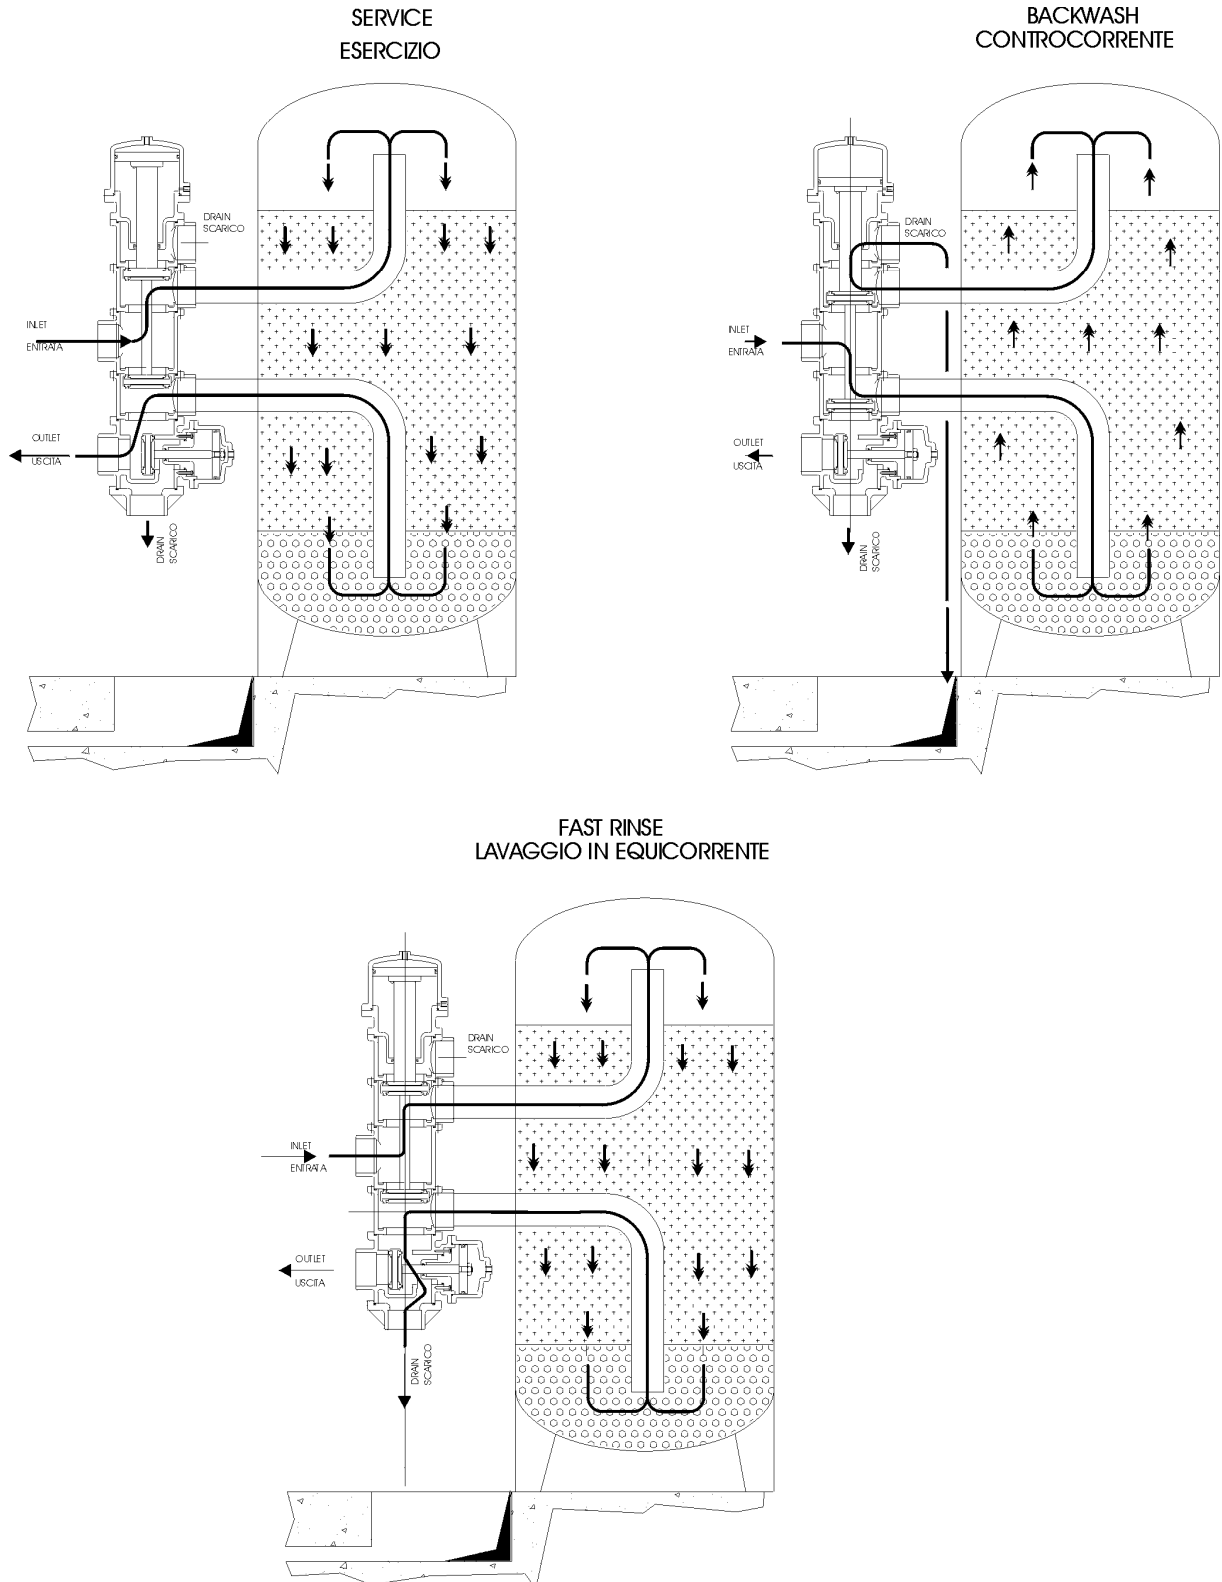 SERVICE
ESERCIZIO
DRAIN
SCARICO
INLET
ENTRATA
OUTLET
USCITA
DRAIN
SCARICO
BACKWASH
CONTROCORRENTE
DRAIN
SCARICO
INLET
ENTRATA
OUTLET
USCITA
DRAIN
SCARICO
FAST RINSE
LAVAGGIO IN EQUICORRENTE
DRAIN
SCARICO
INLET
ENTRATA
OUTLET
USCITA
DRAIN
SCARICO